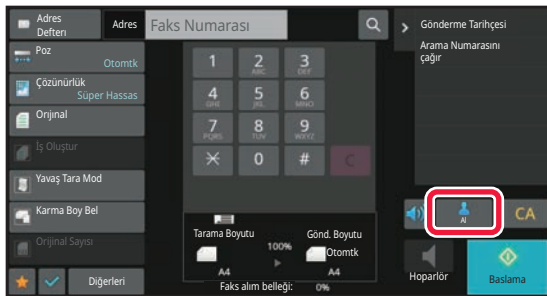 Adres
Defteri
Adres
Faks Numarası
Gönderme Tarihçesi
Arama Numarasını
çağır
Poz
Otomtk
Çözünürlük
Süper Hassas
Orjinal
İş Oluştur
Yavaş Tara Mod
Karma Boy Bel
Orijinal Sayısı
Diğerleri
1
2
ABC
3
DEF
4
GHI
5
JKL
6
MNO
7
PQRS
8
TUV
9
WXYZ
0
#
C
Tarama Boyutu
Gönd. Boyutu
100%
Otomtk
A4
A4
Faks alım belleği:
0%
Al
CA
Hoparlör
Baslama